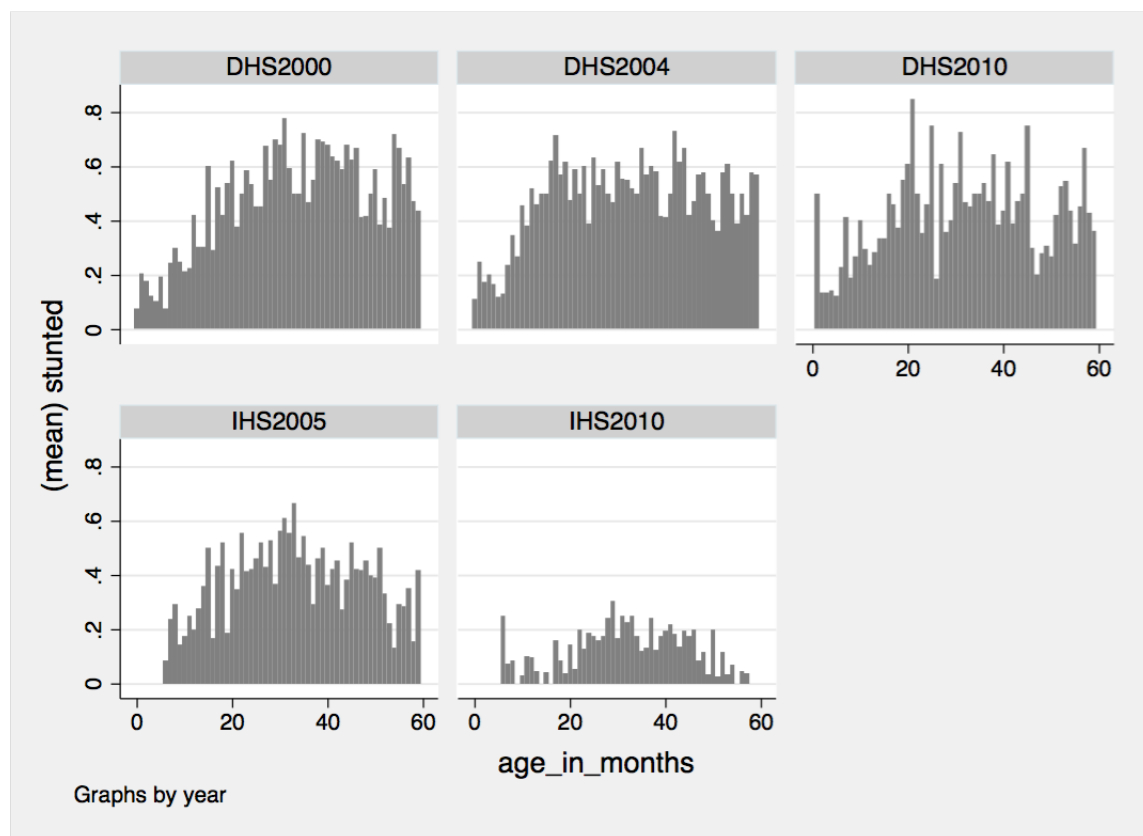 DHS2000
DHS2004
DHS2010
.8
.6
.4
.2
0
0 20 40 60
(mean) stunted
IHS2005
IHS2010
.8
.6
.4
.2
0
0 20 40 60
0 20 40 60
age_in_months
Graphs by year